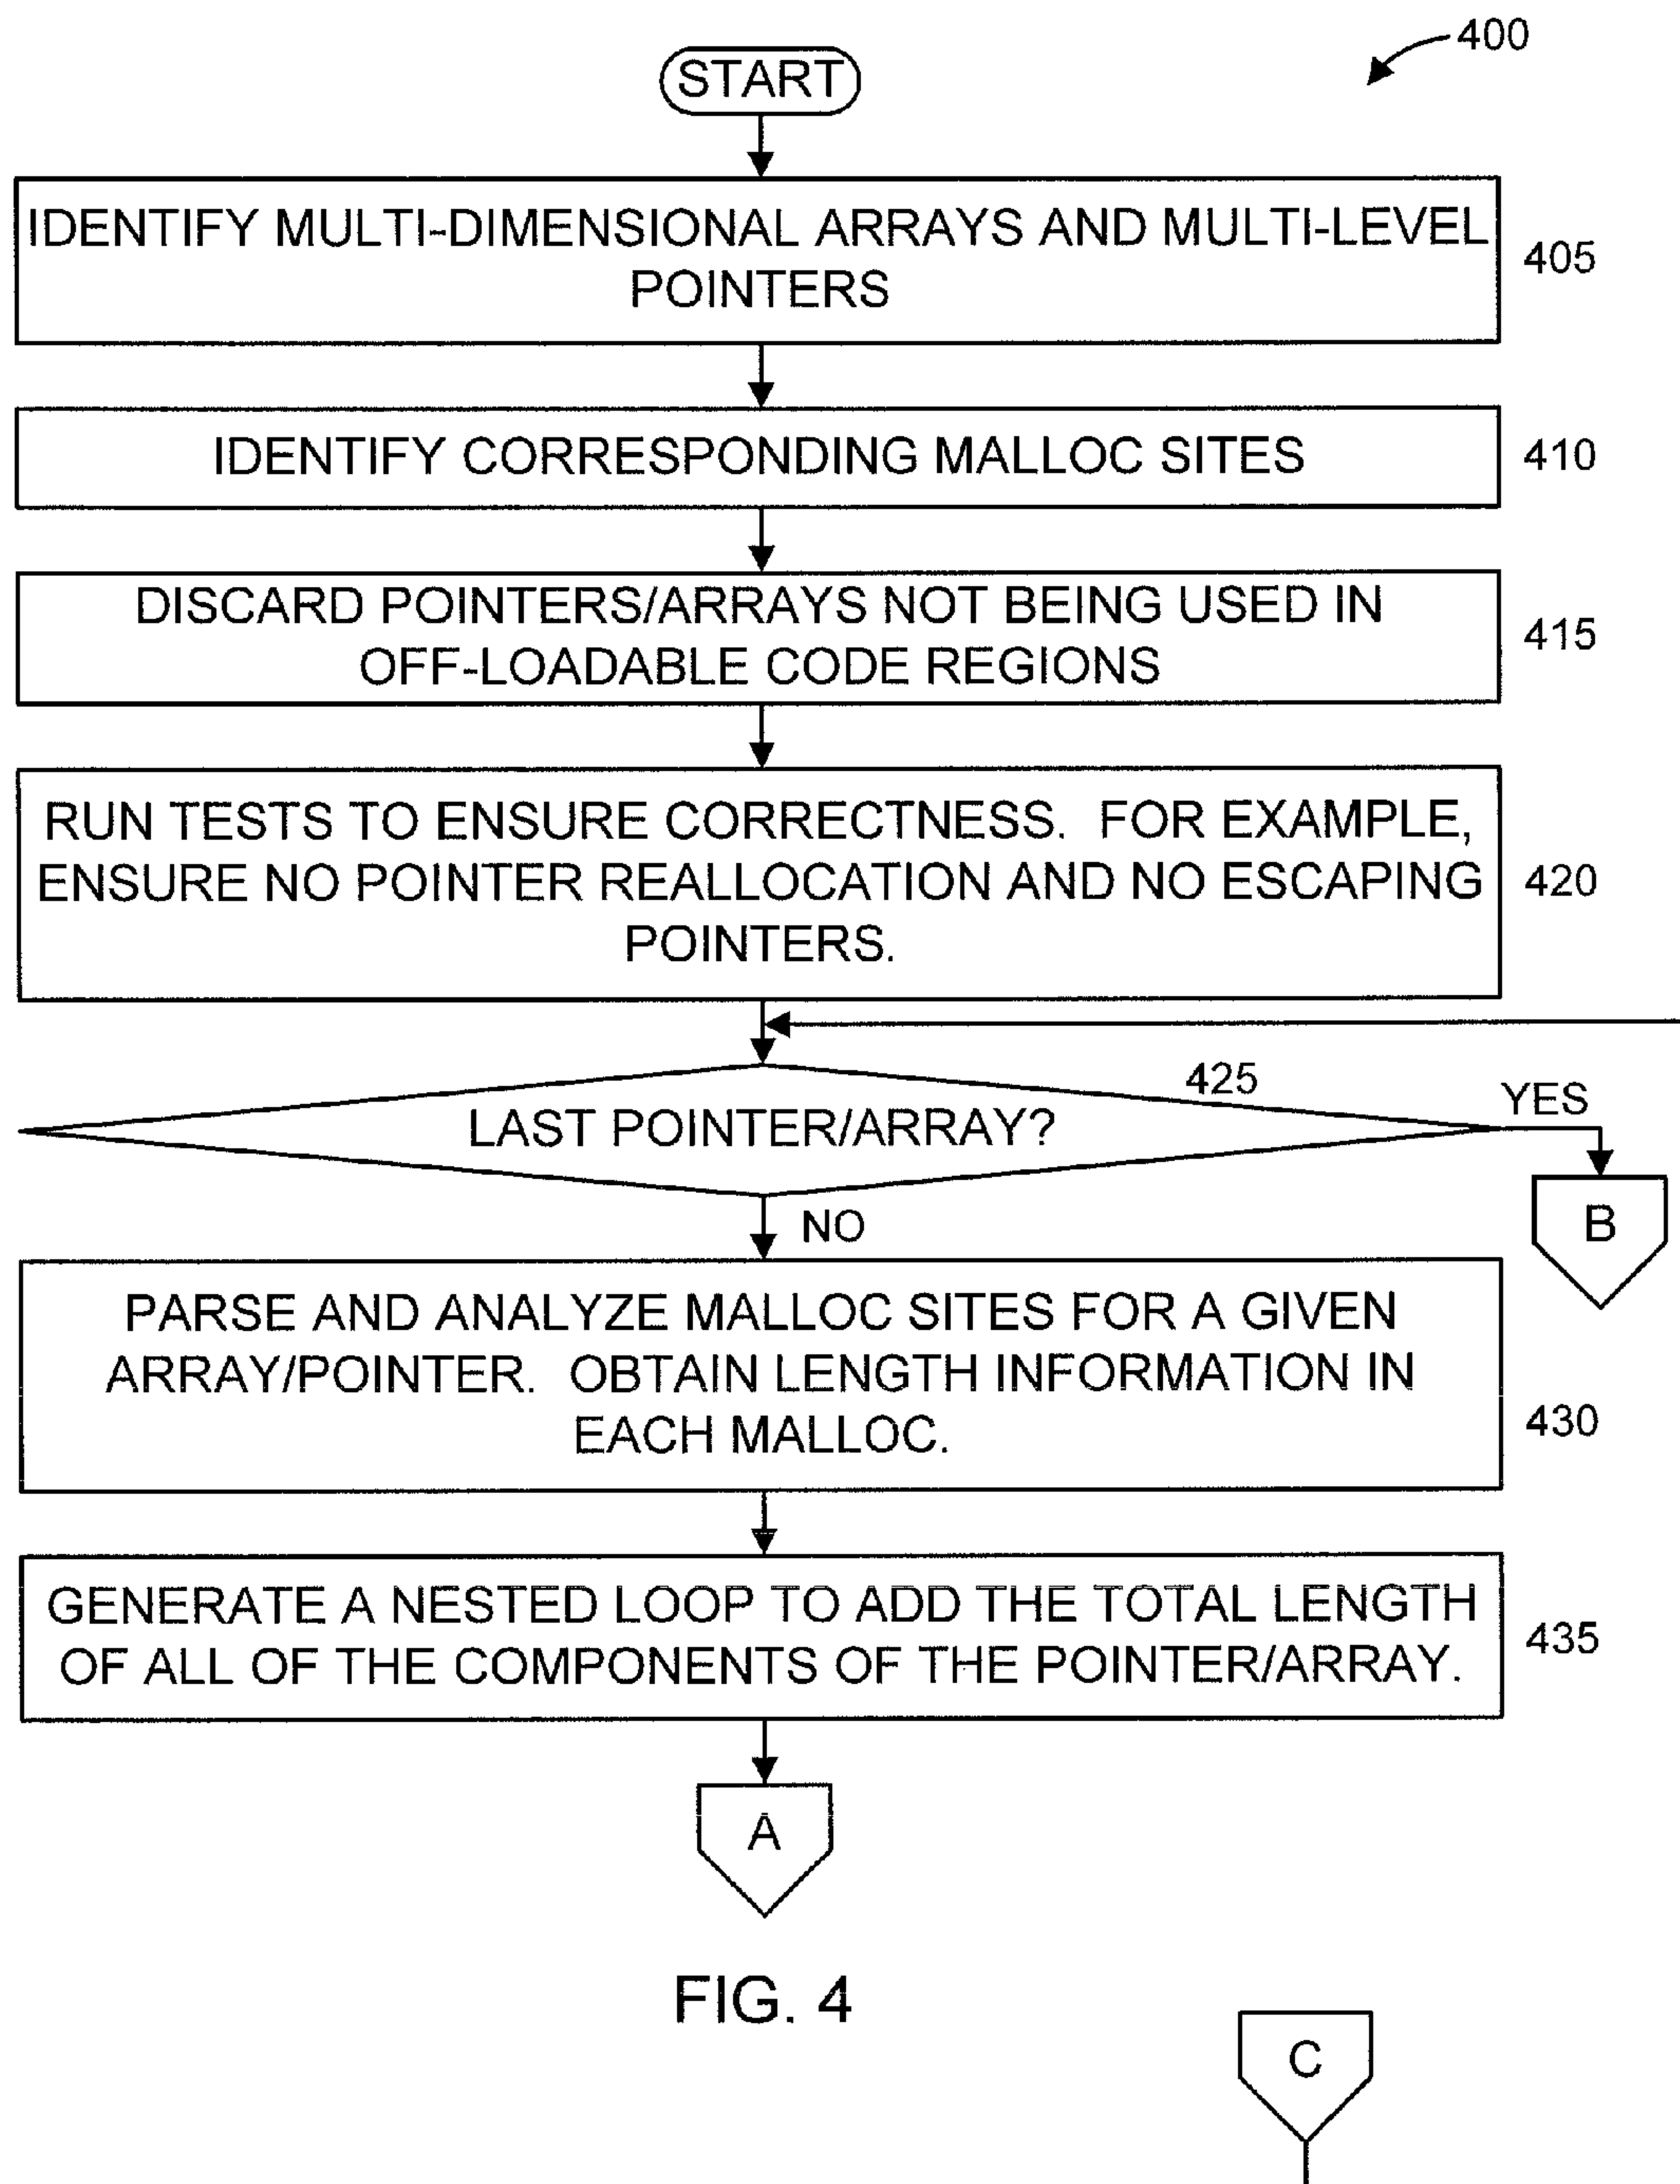 400
START
IDENTIFY MULTI-DIMENSIONAL ARRAYS AND MULTI-LEVEL
POINTERS
405
IDENTIFY CORRESPONDING MALLOC SITES
410
DISCARD POINTERS/ARRAYS NOT BEING USED IN
OFF-LOADABLE CODE REGIONS
415
RUN TESTS TO ENSURE CORRECTNESS. FOR EXAMPLE,
ENSURE NO POINTER REALLOCATION AND NO ESCAPING
POINTERS.
420
425
LAST POINTER/ARRAY?
YES
B
NO
PARSE AND ANALYZE MALLOC SITES FOR A GIVEN
ARRAY/POINTER. OBTAIN LENGTH INFORMATION IN
EACH MALLOC.
430
GENERATE A NESTED LOOP TO ADD THE TOTAL LENGTH
OF ALL OF THE COMPONENTS OF THE POINTER/ARRAY.
435
A
FIG. 4
C